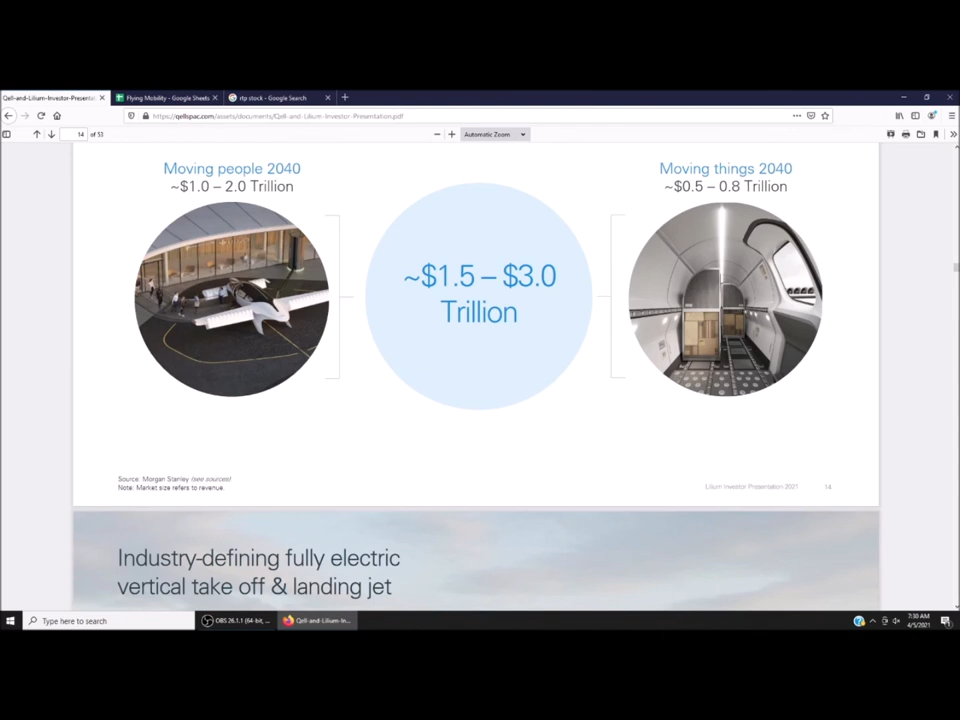 Qell-and-Lilium-Investor-Presenta
Flying Mobility - Google Sheets
rtp stock - Google Search
https://qellspac.com/assets/documents/Qell-and-Lilium-Investor-Presentation.pdf
14 of 53
Automatic Zoom
Moving people 2040
~$1.0 – 2.0 Trillion
Moving things 2040
~$0.5 – 0.8 Trillion
~$1.5 – $3.0
Trillion
Source: Morgan Stanley (see sources)
Note: Market size refers to revenue.
Lilium Investor Presentation 2021 14
Industry-defining fully electric
vertical take off & landing jet
Type here to search
OBS 26.1.1 (64-bit, ...
Qell-and-Lilium-In...
7:30 AM
4/5/2021